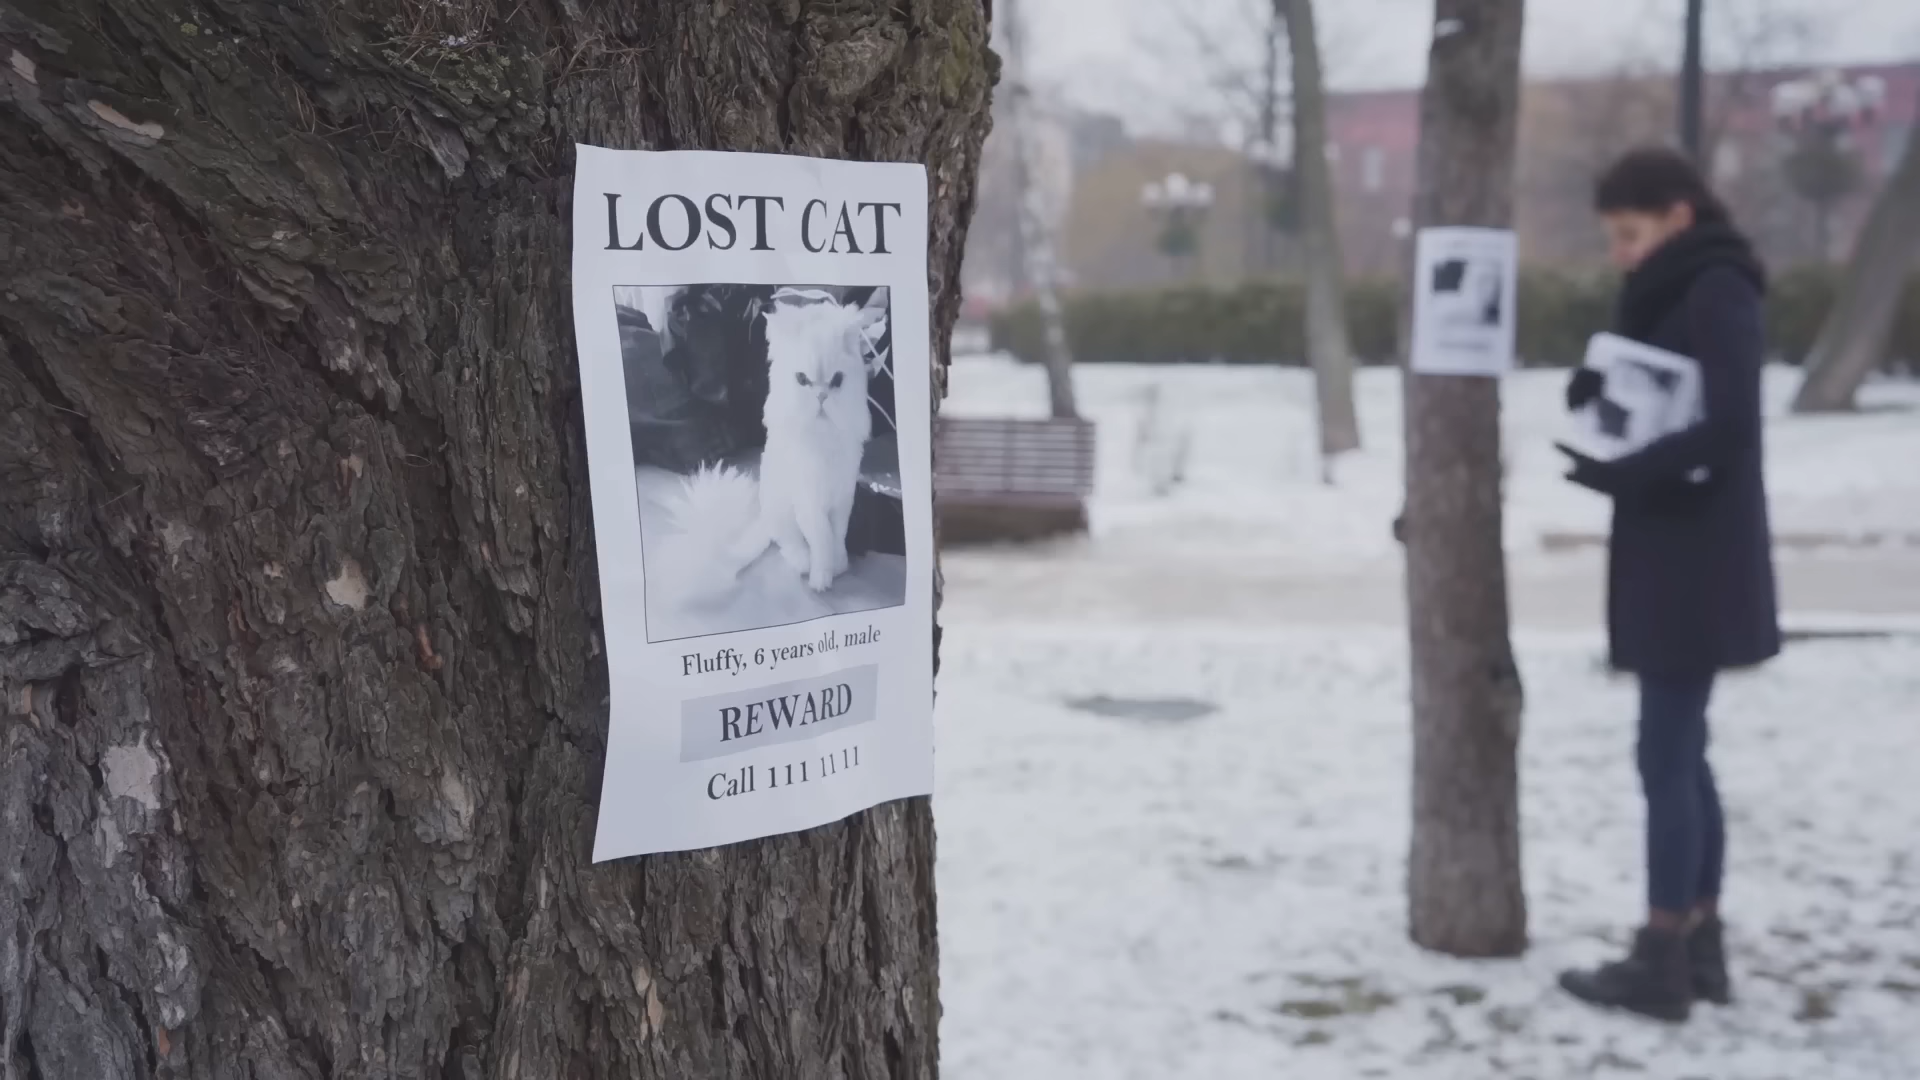 LOST CAT
Fluffy, 6 years old, male
REWARD
Call 111 11 11